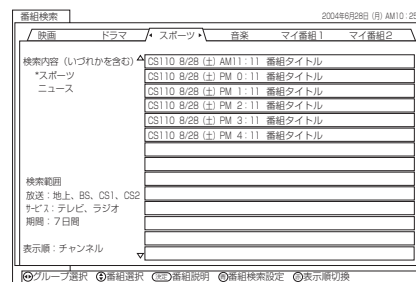 番組検索 2004年6月28日 (月) AM10:25
映画 ドラマ スポーツ 音楽 マイ番組1 マイ番組2
検索内容 (いづれかを含む)
*スポーツ
ニュース
CS110 8/28 (土) AM11:11 番組タイトル
CS110 8/28 (土) PM 0:11 番組タイトル
CS110 8/28 (土) PM 1:11 番組タイトル
CS110 8/28 (土) PM 2:11 番組タイトル
CS110 8/28 (土) PM 3:11 番組タイトル
CS110 8/28 (土) PM 4:11 番組タイトル
検索範囲
放送:地上、BS、CS1、CS2
サービス:テレビ、ラジオ
期間:7日間
表示順:チャンネル
グループ選択 番組選択 決定 番組説明 番組検索設定 表示順切換